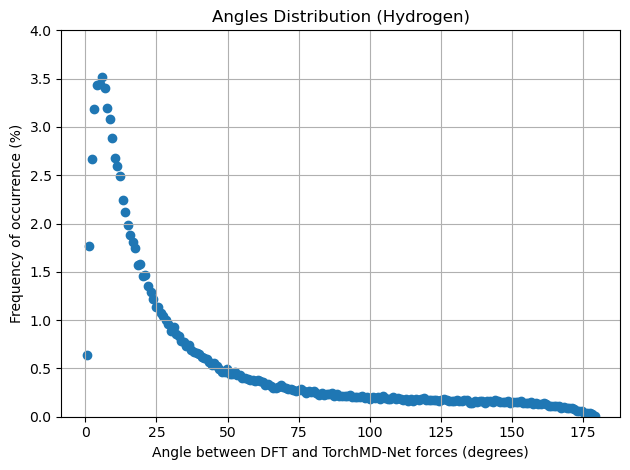 Angles Distribution (Hydrogen)
Frequency of occurrence (%)
4.0
3.5
3.0
2.5
2.0
1.5
1.0
0.5
0.0
0 25 50 75 100 125 150 175
Angle between DFT and TorchMD-Net forces (degrees)